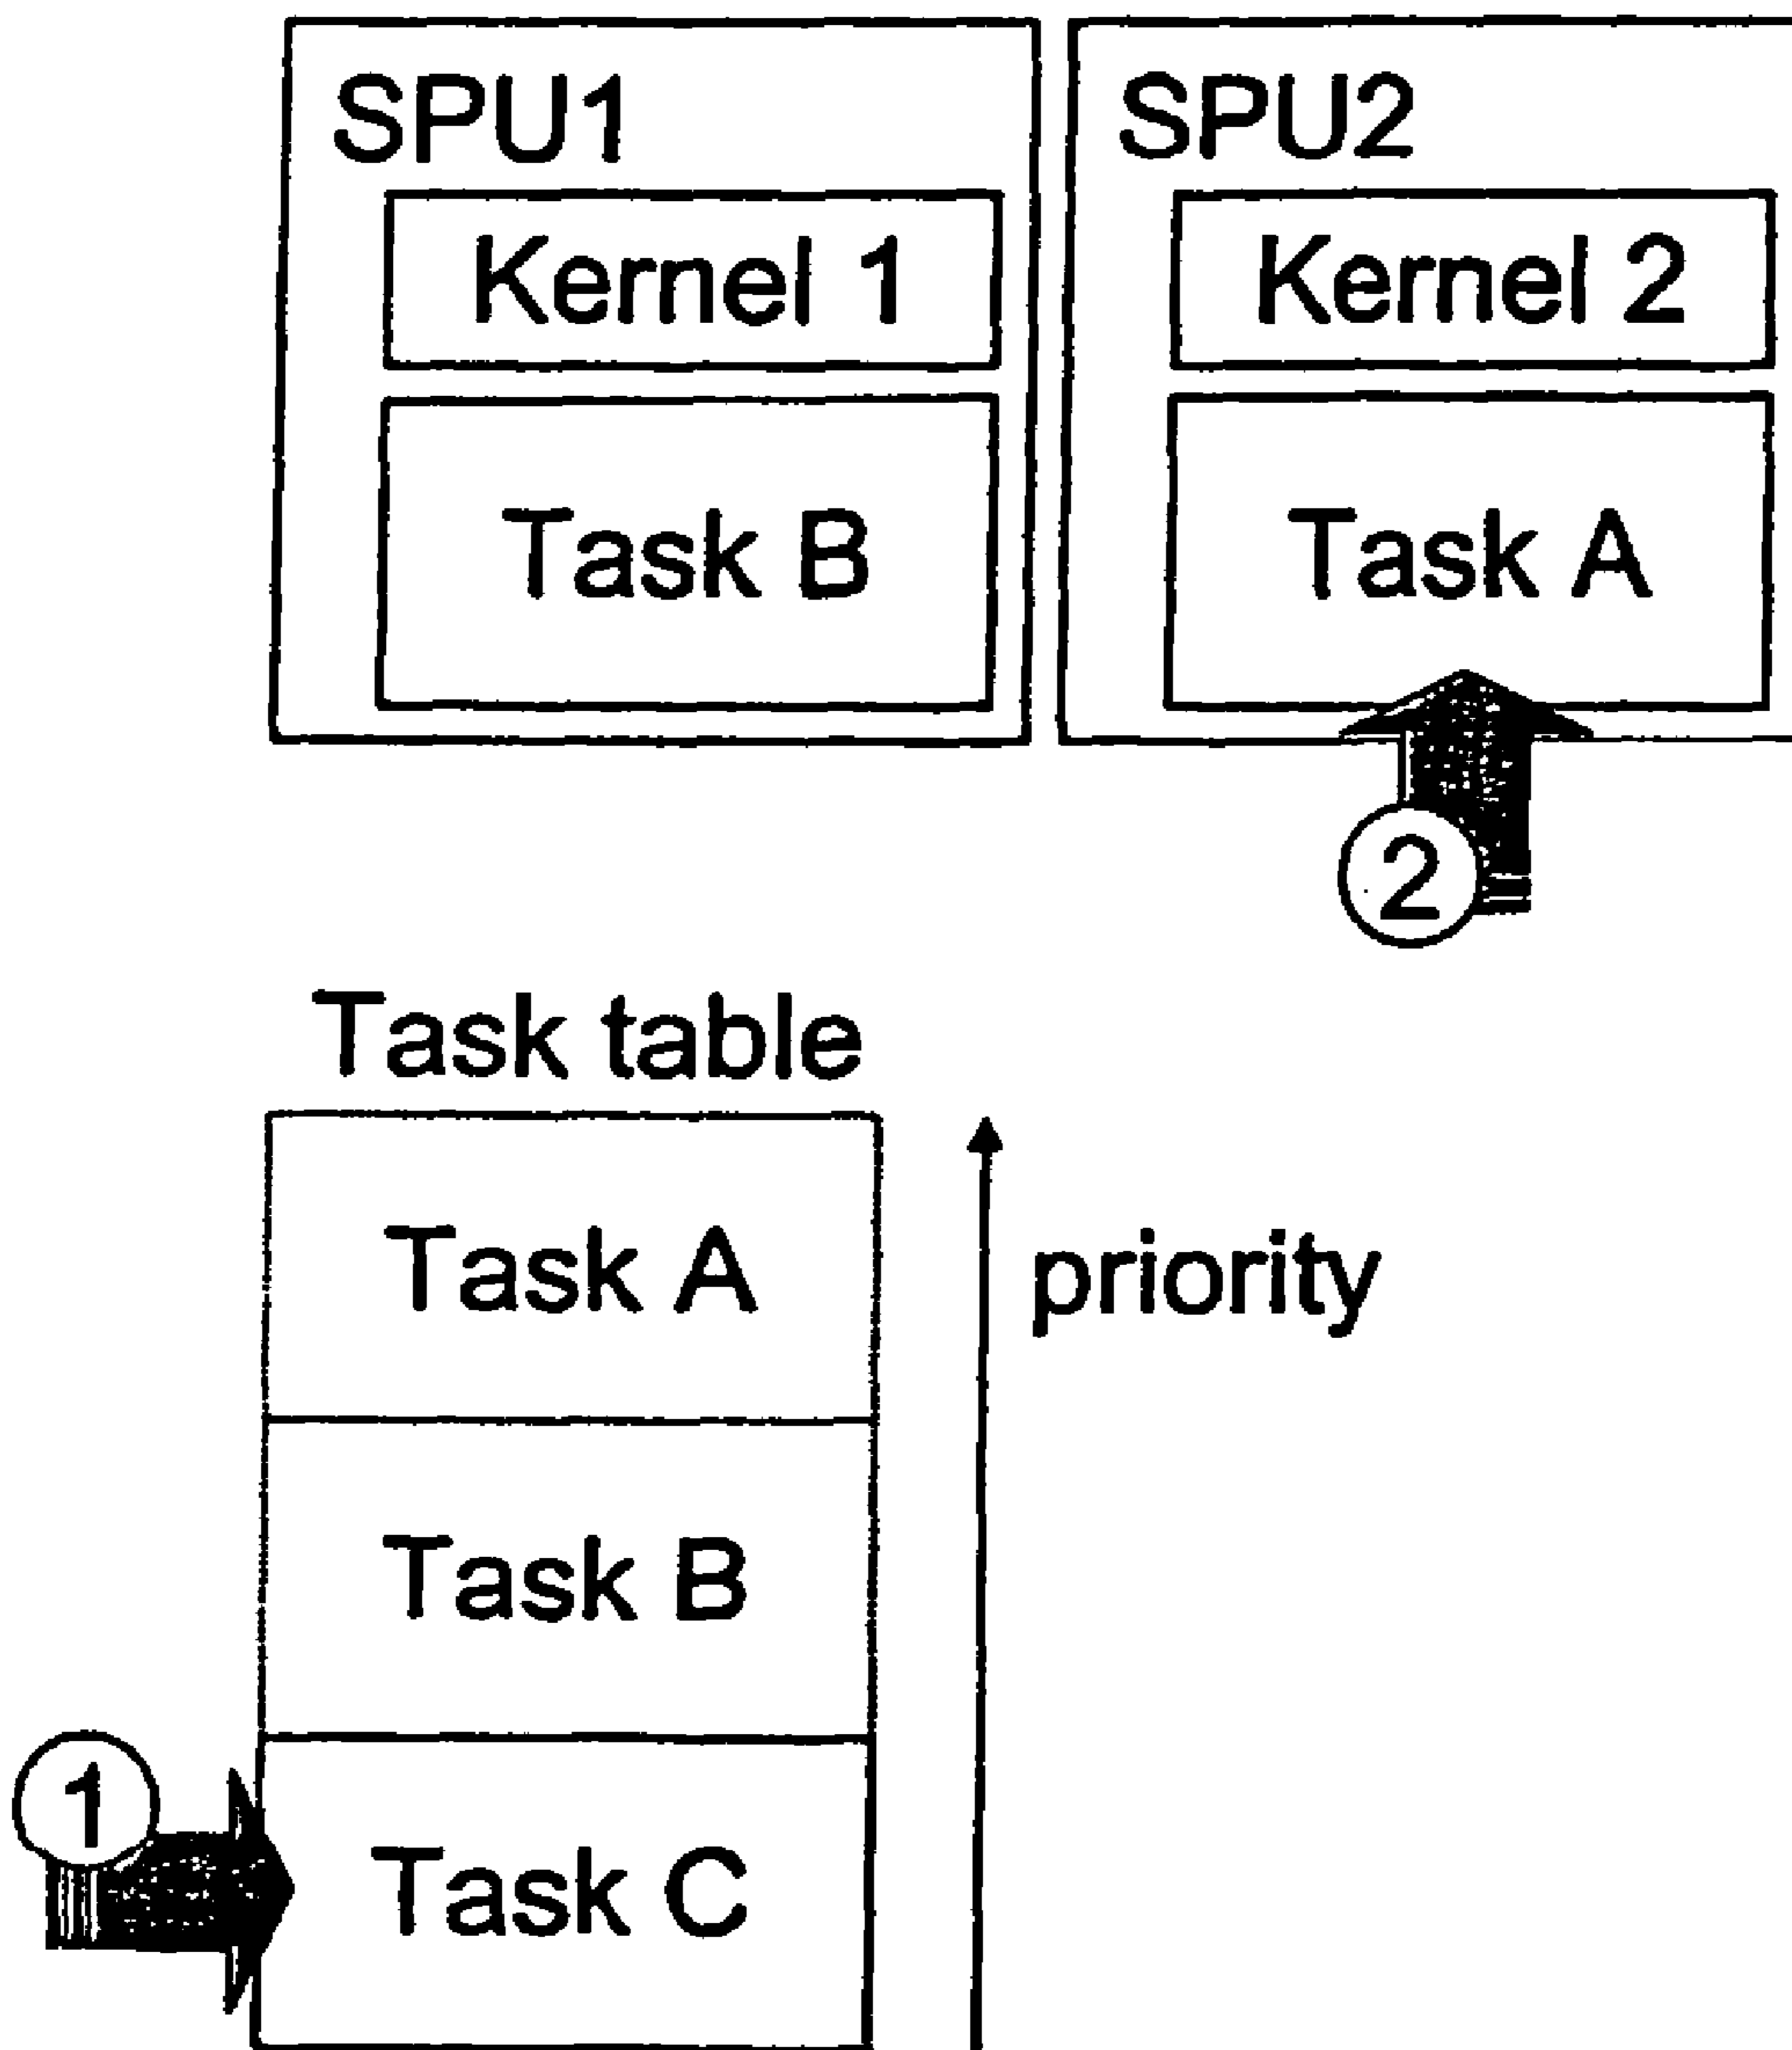 SPU1
SPU2
Kernel 1
Kernel 2
Task B
Task A
2
Task table
Task A
priority
Task B
1
Task C